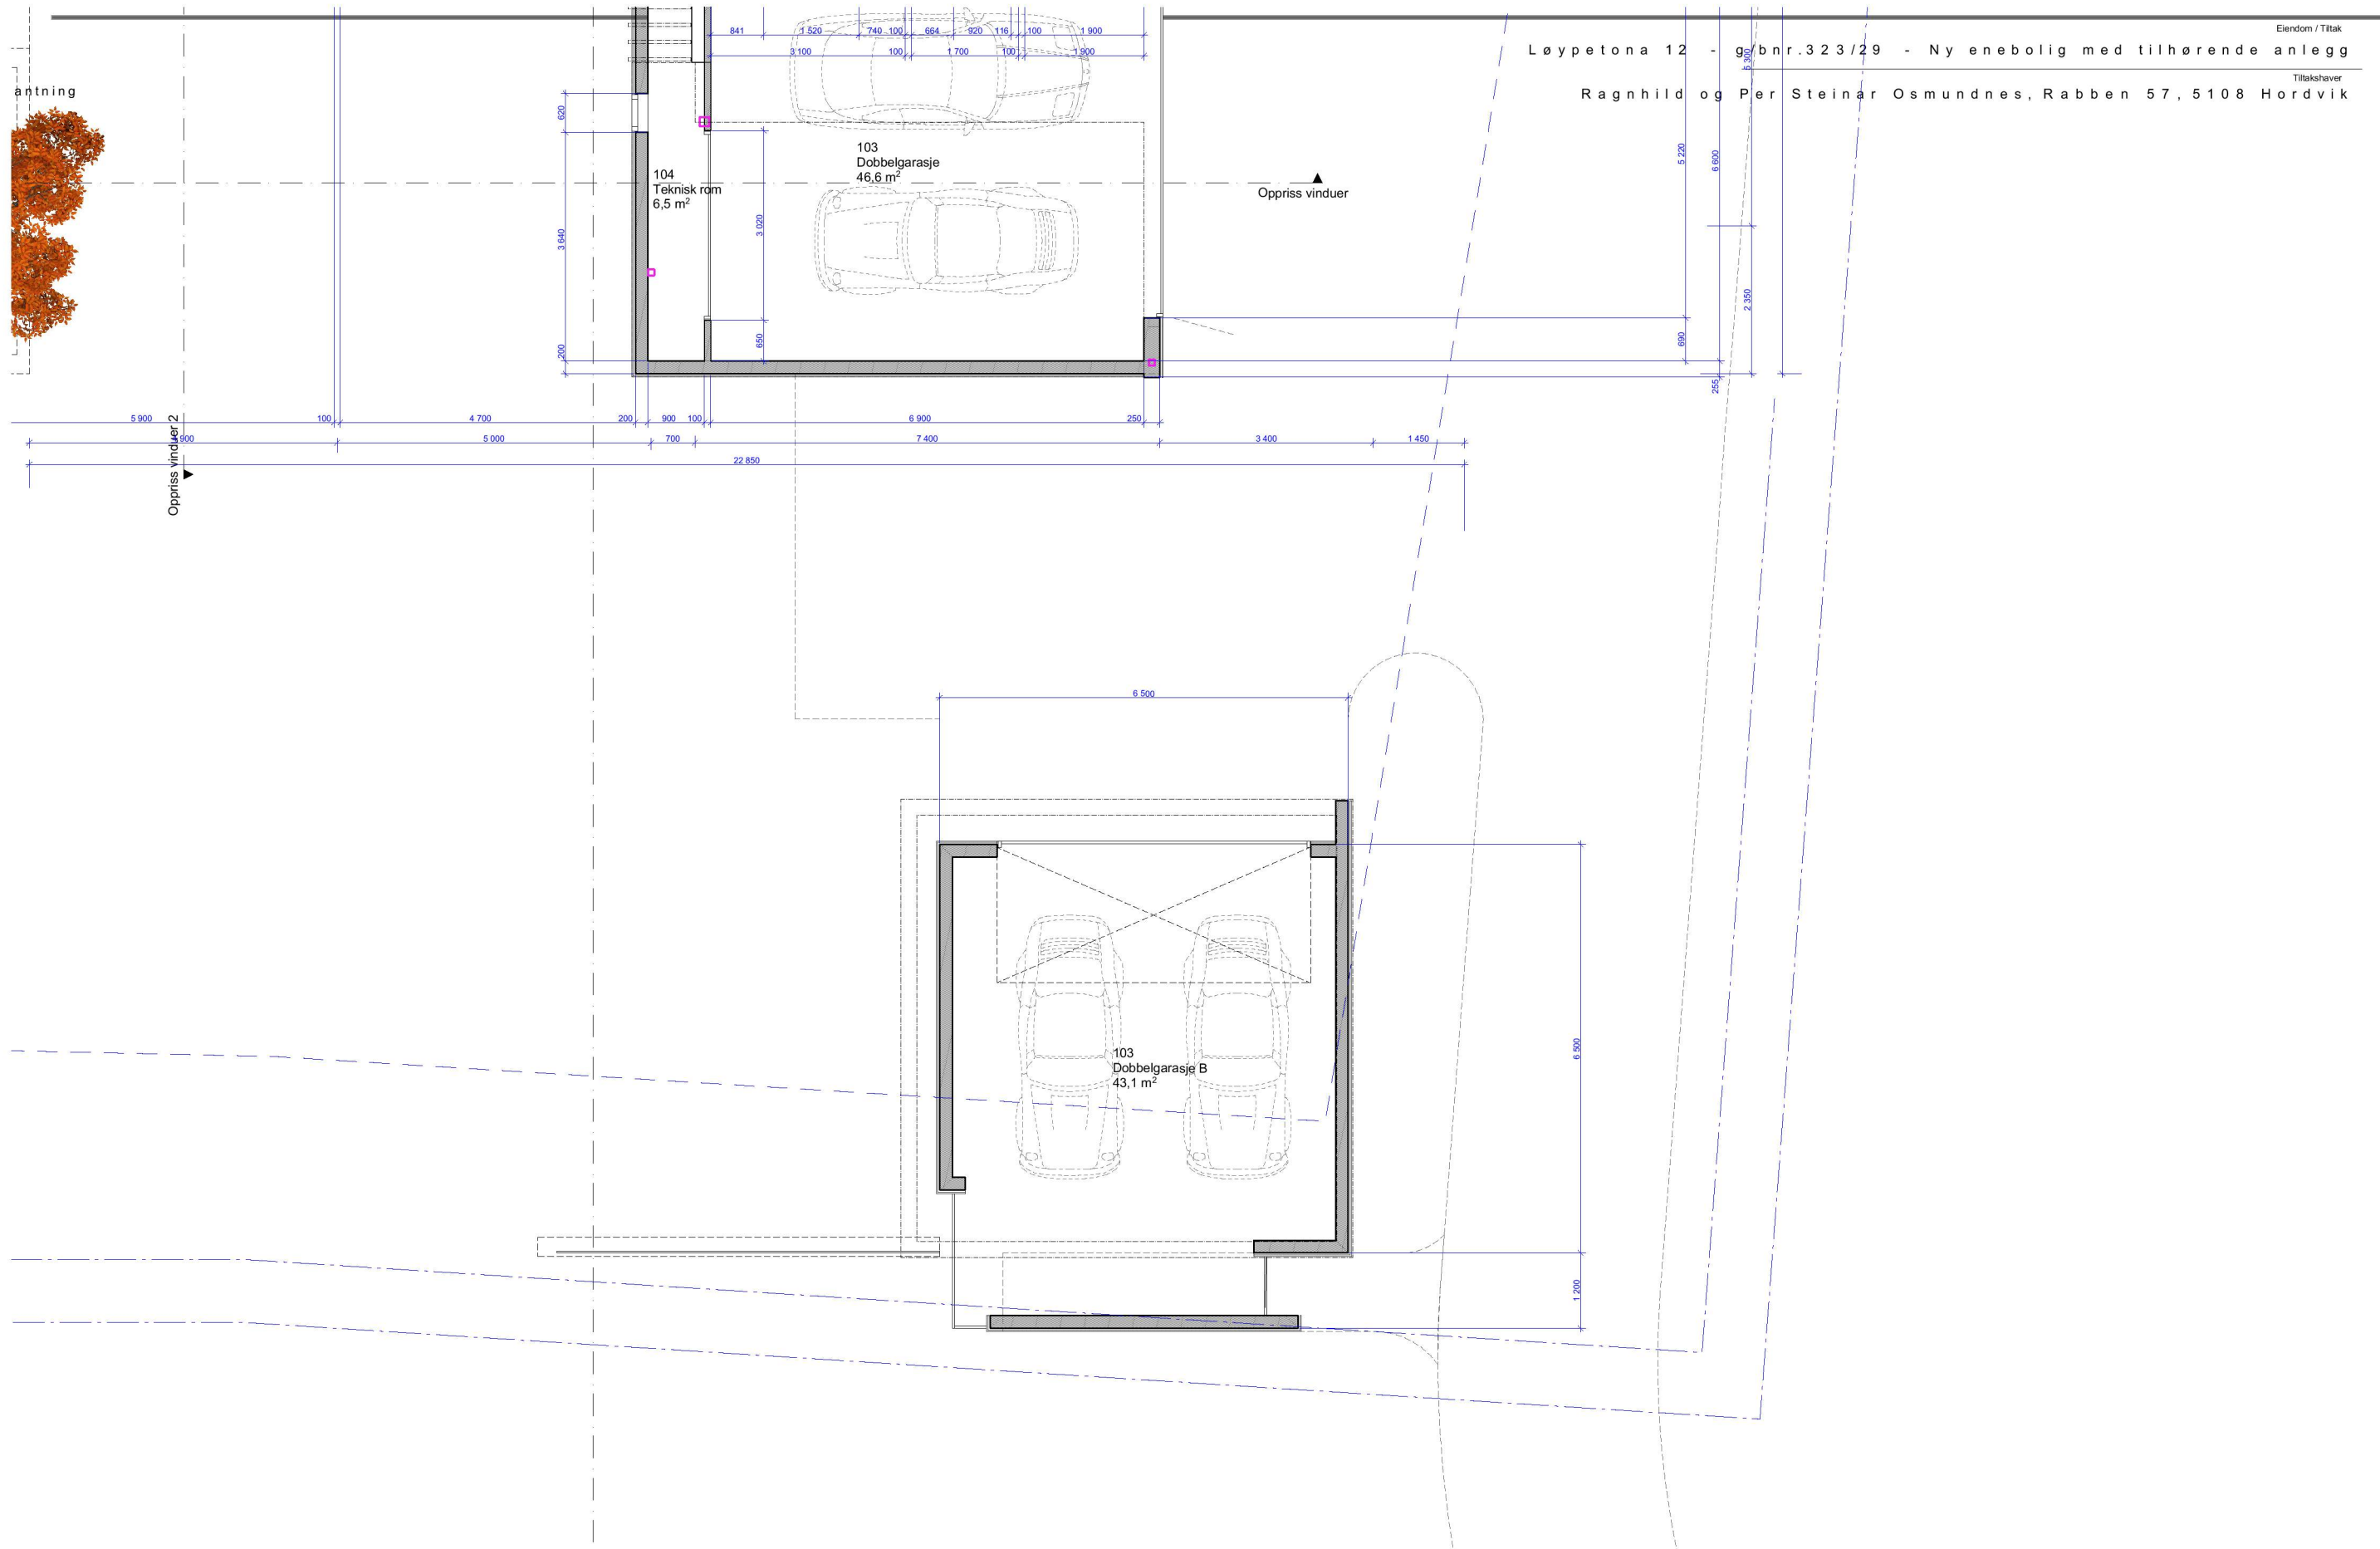 Eiendom / Tiltak
Løypetona 12 - g/bnr.323/29 - Ny enebolig med tilhørende anlegg
Tiltakshaver
Ragnhild og Per Steinar Osmundnes, Rabben 57, 5108 Hordvik
antning
841 1 520 740 100 664 920 116 100 1 900
3 100 100 1 700 100 1 900
5 300
620
103
Dobbelgarasje
46,6 m²
104
Teknisk rom
6,5 m²
Oppriss vinduer
5 220
6 600
3 640
3 020
2 350
200
650
690
255
5 900 100 4 700 200 900 100 6 900 250
4 900 5 000 700 7 400 3 400 1 450
22 850
Oppriss vinduer 2
6 500
103
Dobbelgarasje B
43,1 m²
6 500
1 200